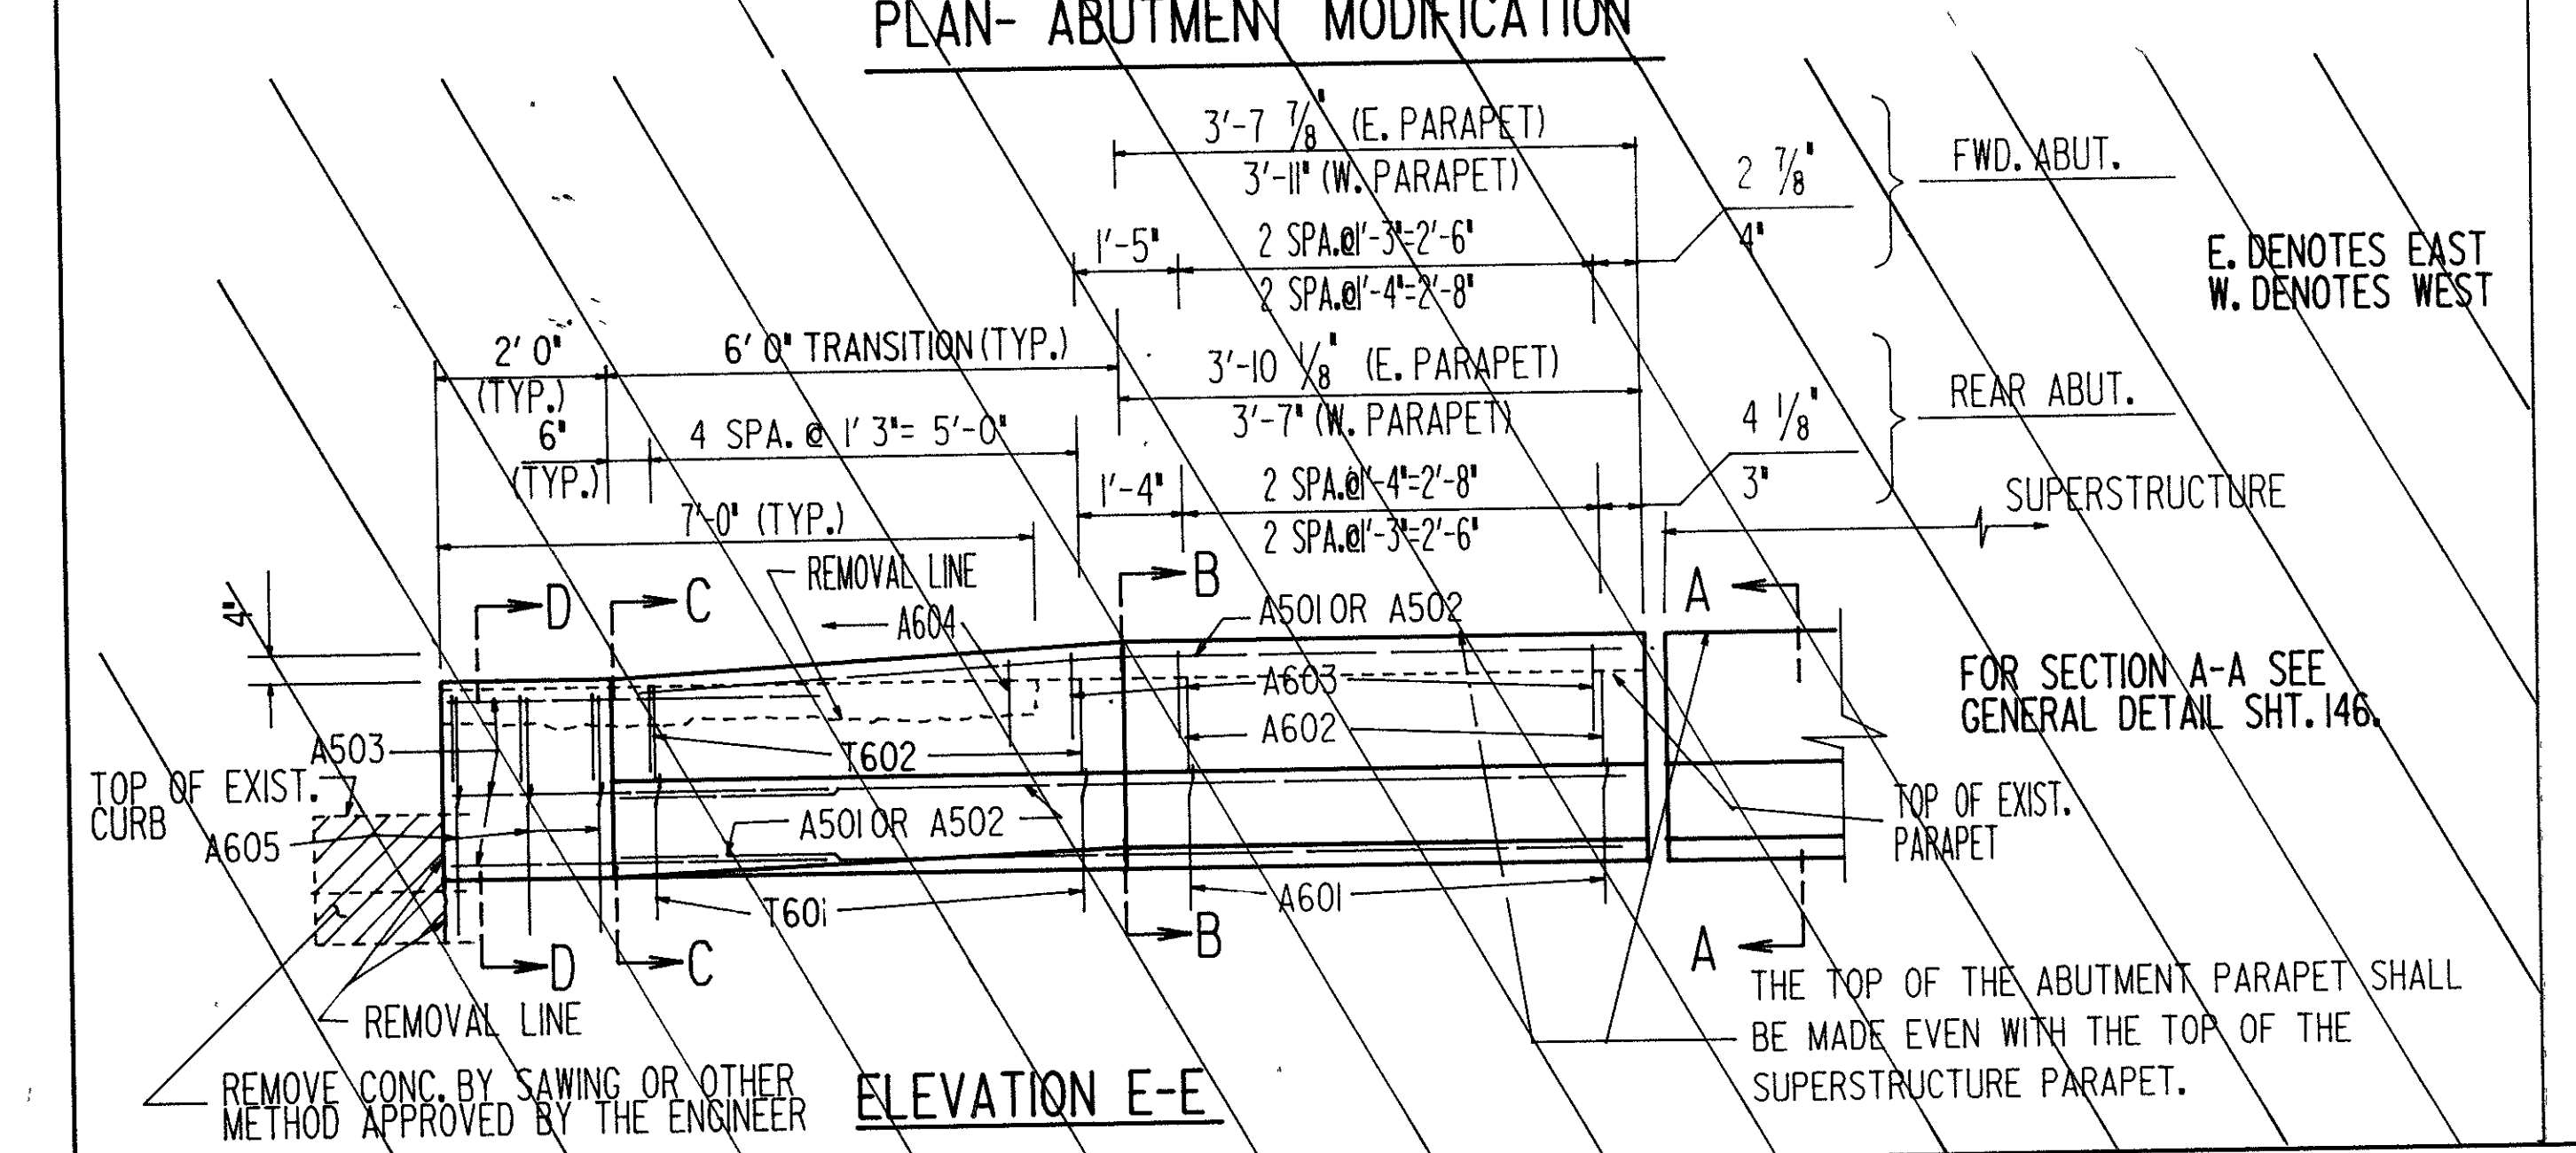 PLAN- ABUTMENT MODIFICATION
3'-7 7/8" (E. PARAPET)
3'-11" (W. PARAPET)
2 7/8"
4"
FWD. ABUT.
1'-5"
2 SPA.@1'-3"=2'-6"
2 SPA.@1'-4"=2'-8"
E. DENOTES EAST
W. DENOTES WEST
2' 0"
(TYP.)
6' 0" TRANSITION (TYP.)
3'-10 1/8" (E. PARAPET)
3'-7" (W. PARAPET)
4 1/8"
3"
REAR ABUT.
6"
(TYP.)
4 SPA. @ 1' 3"= 5'-0"
1'-4"
2 SPA.@1'-4"=2'-8"
2 SPA.@1'-3"=2'-6"
SUPERSTRUCTURE
7'-0" (TYP.)
REMOVAL LINE
4"
D
C
B
A
A604
A501 OR A502
A603
A602
FOR SECTION A-A SEE
GENERAL DETAIL SHT. 146.
A503
T602
TOP OF EXIST.
CURB
A605
A501 OR A502
TOP OF EXIST.
PARAPET
T601
A601
D
C
B
A
REMOVAL LINE
THE TOP OF THE ABUTMENT PARAPET SHALL
BE MADE EVEN WITH THE TOP OF THE
SUPERSTRUCTURE PARAPET.
REMOVE CONC. BY SAWING OR OTHER
METHOD APPROVED BY THE ENGINEER
ELEVATION E-E